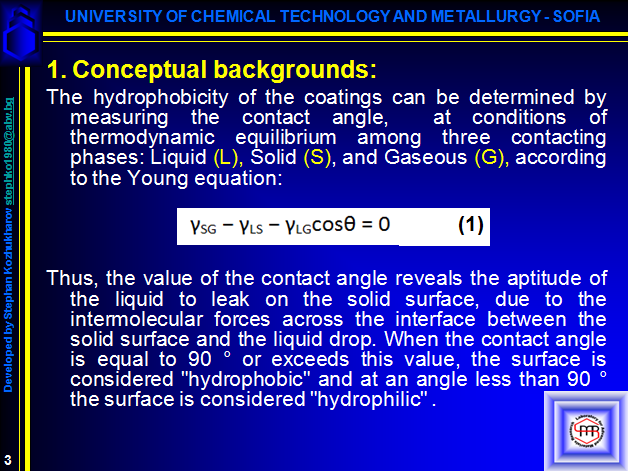 UNIVERSITY OF CHEMICAL TECHNOLOGY AND METALLURGY - SOFIA
1. Conceptual backgrounds:
The hydrophobicity of the coatings can be determined by
measuring the contact angle, at conditions of
thermodynamic equilibrium among three contacting
phases: Liquid (L), Solid (S), and Gaseous (G), according
to the Young equation:
γSG – γLS – γLGcosθ = 0 (1)
Thus, the value of the contact angle reveals the aptitude of
the liquid to leak on the solid surface, due to the
intermolecular forces across the interface between the
solid surface and the liquid drop. When the contact angle
is equal to 90 ° or exceeds this value, the surface is
considered "hydrophobic" and at an angle less than 90 °
the surface is considered "hydrophilic" .
Developed by Stephan Kozhukharov stephko1980@abv.bg
3